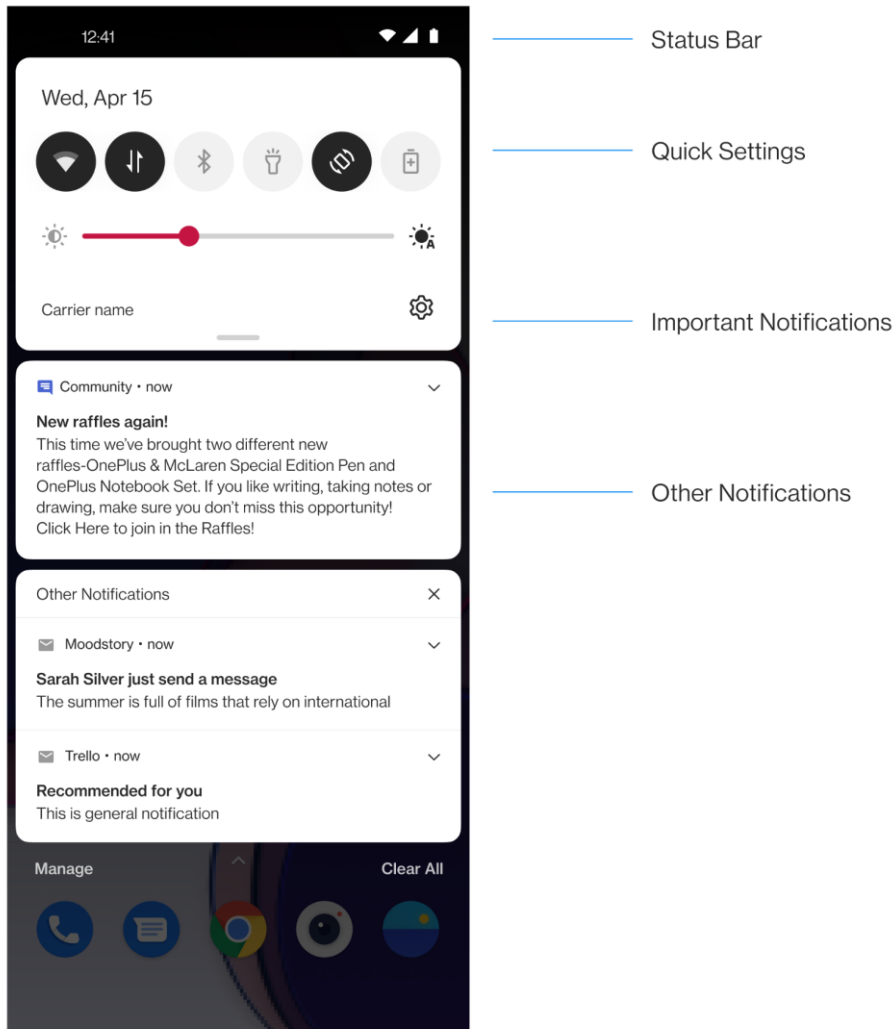 12:41
Status Bar
Wed, Apr 15
Quick Settings
A
Carrier name
Important Notifications
Community • now
New raffles again!
This time we've brought two different new
raffles-OnePlus & McLaren Special Edition Pen and
OnePlus Notebook Set. If you like writing, taking notes or
drawing, make sure you don't miss this opportunity!
Click Here to join in the Raffles!
Other Notifications
Other Notifications
Moodstory • now
Sarah Silver just send a message
The summer is full of films that rely on international
Trello • now
Recommended for you
This is general notification
Manage
Clear All